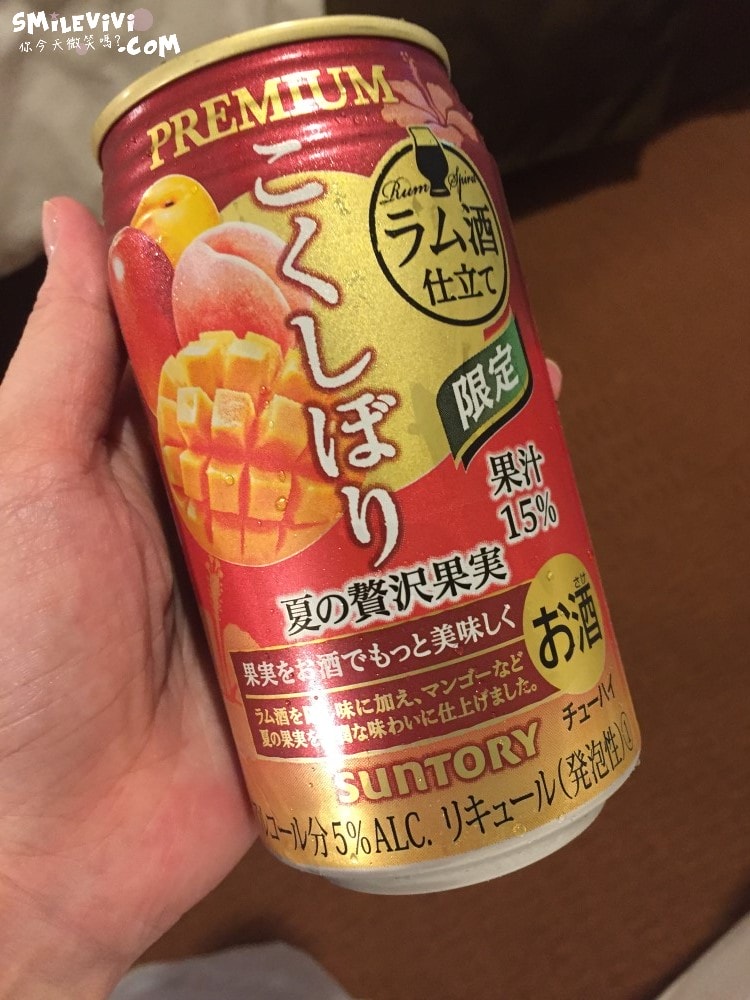 SMiLEViVi
你今天微笑嗎?.COM
PREMIUM
こくしぼり
Rum Spirit
ラム酒
仕立て
限定
果汁
15%
夏の贅沢果実
果実をお酒でもっと美味しく
さけ
お酒
ラム酒を 味に加え、マンゴーなど
夏の果実を な味わいに仕上げました。
チューハイ
SUNTORY
コール分5%ALC. リキュール(発泡性)①